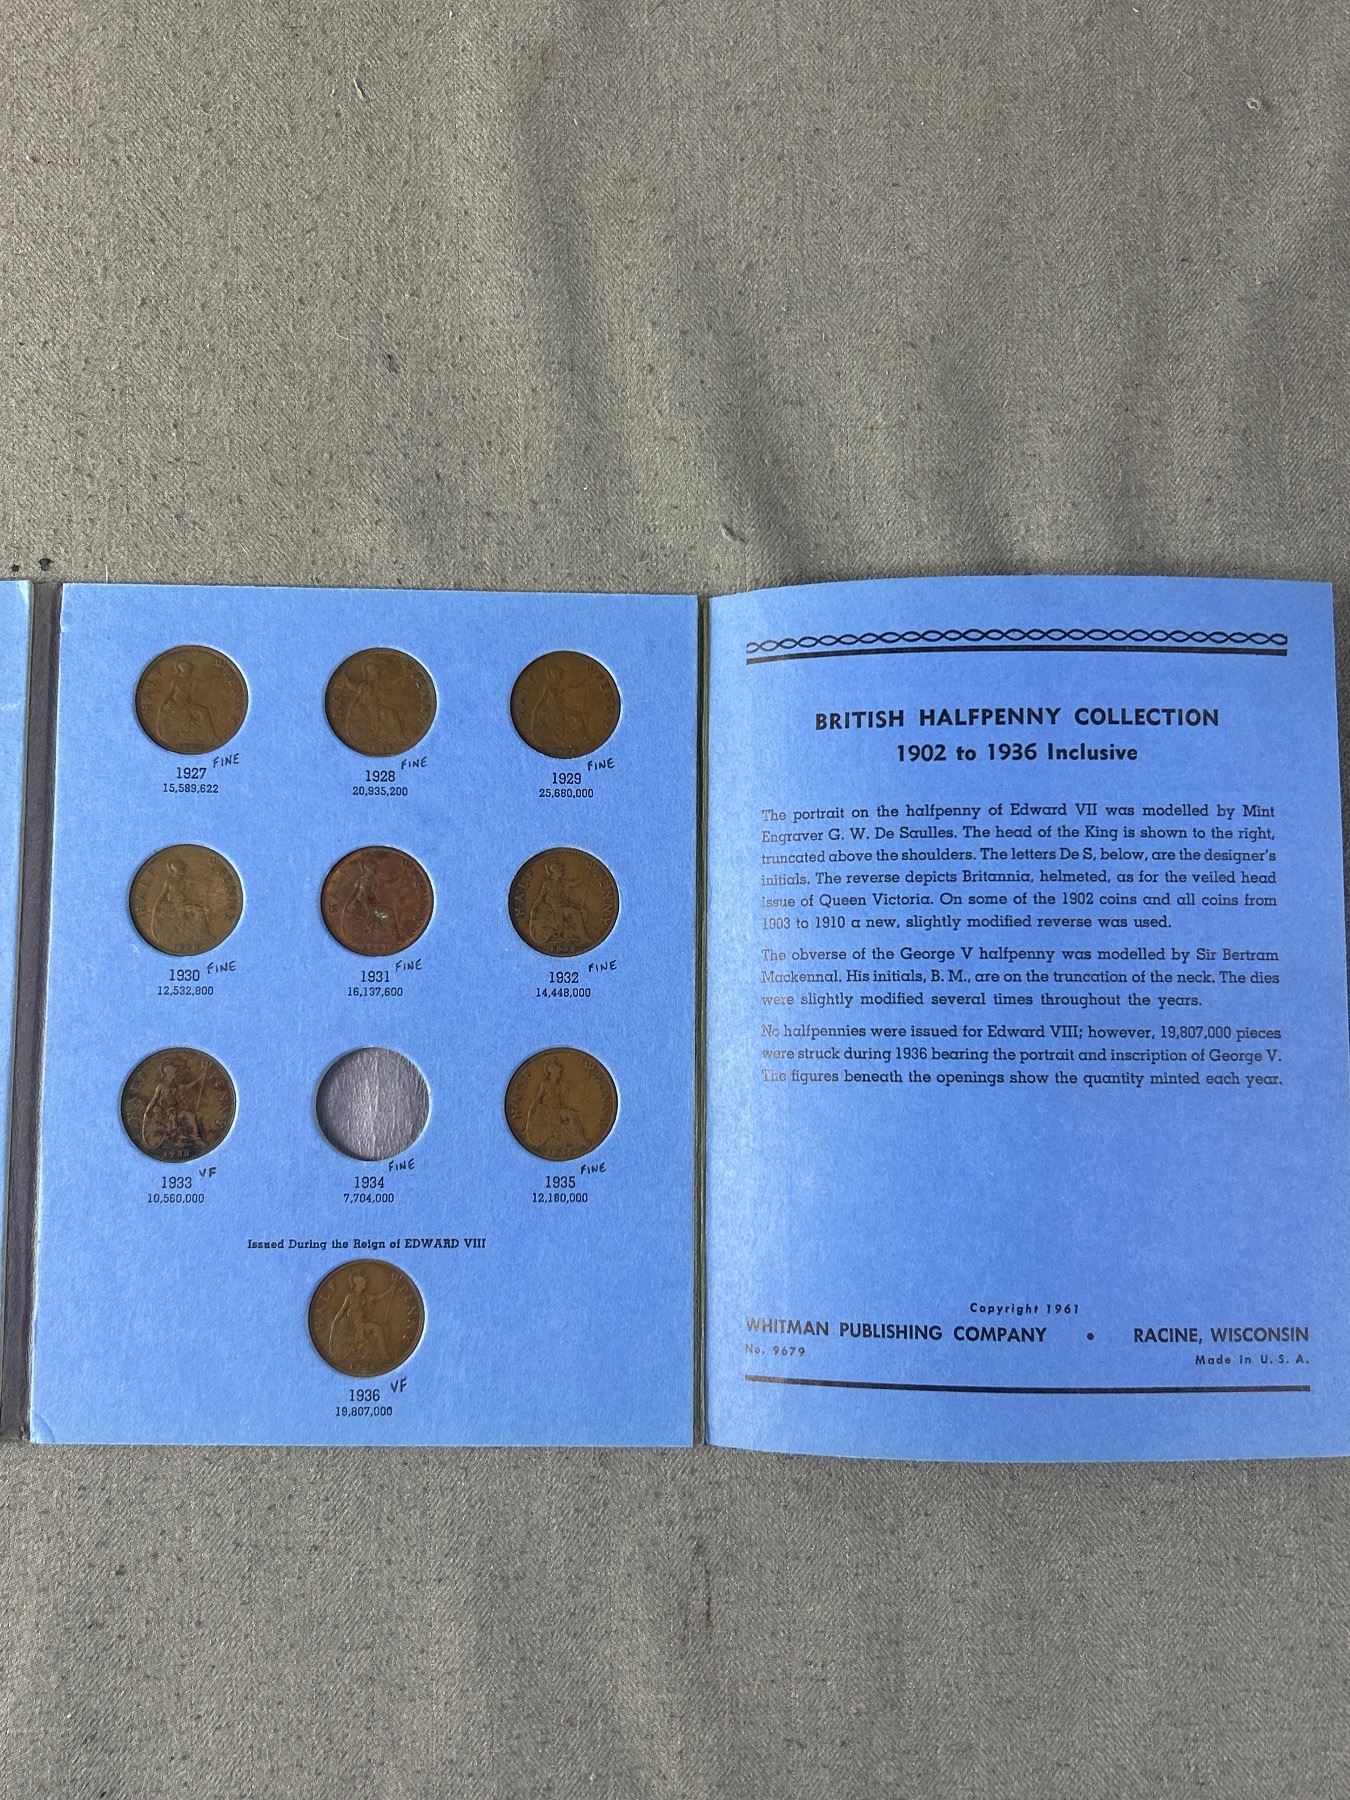 1927 FINE
15,589,622
1928 FINE
20,935,200
1929 FINE
25,680,000
1930 FINE
12,532,800
1931 FINE
16,137,600
1932 FINE
14,448,000
1933 VF
10,560,000
1934 FINE
7,704,000
1935 FINE
12,180,000
Issued During the Reign of EDWARD VIII
1936 VF
19,807,000
BRITISH HALFPENNY COLLECTION
1902 to 1936 Inclusive
The portrait on the halfpenny of Edward VII was modelled by Mint
Engraver G. W. De Saulles. The head of the King is shown to the right,
truncated above the shoulders. The letters De S, below, are the designer's
initials. The reverse depicts Britannia, helmeted, as for the veiled head
issue of Queen Victoria. On some of the 1902 coins and all coins from
1903 to 1910 a new, slightly modified reverse was used.
The obverse of the George V halfpenny was modelled by Sir Bertram
Mackennal. His initials, B. M., are on the truncation of the neck. The dies
were slightly modified several times throughout the years.
No halfpennies were issued for Edward VIII; however, 19,807,000 pieces
were struck during 1936 bearing the portrait and inscription of George V.
The figures beneath the openings show the quantity minted each year.
Copyright 1961
WHITMAN PUBLISHING COMPANY • RACINE, WISCONSIN
No. 9679
Made in U. S. A.